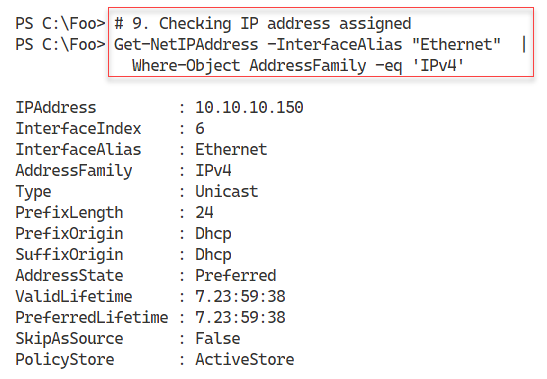 PS C:\Foo> # 9. Checking IP address assigned
PS C:\Foo> Get-NetIPAddress -InterfaceAlias "Ethernet"  |
Where-Object AddressFamily -eq 'IPv4'
IPAddress : 10.10.10.150
InterfaceIndex : 6
InterfaceAlias : Ethernet
AddressFamily : IPv4
Type : Unicast
PrefixLength : 24
PrefixOrigin : Dhcp
SuffixOrigin : Dhcp
AddressState : Preferred
ValidLifetime : 7.23:59:38
PreferredLifetime : 7.23:59:38
SkipAsSource : False
PolicyStore : ActiveStore